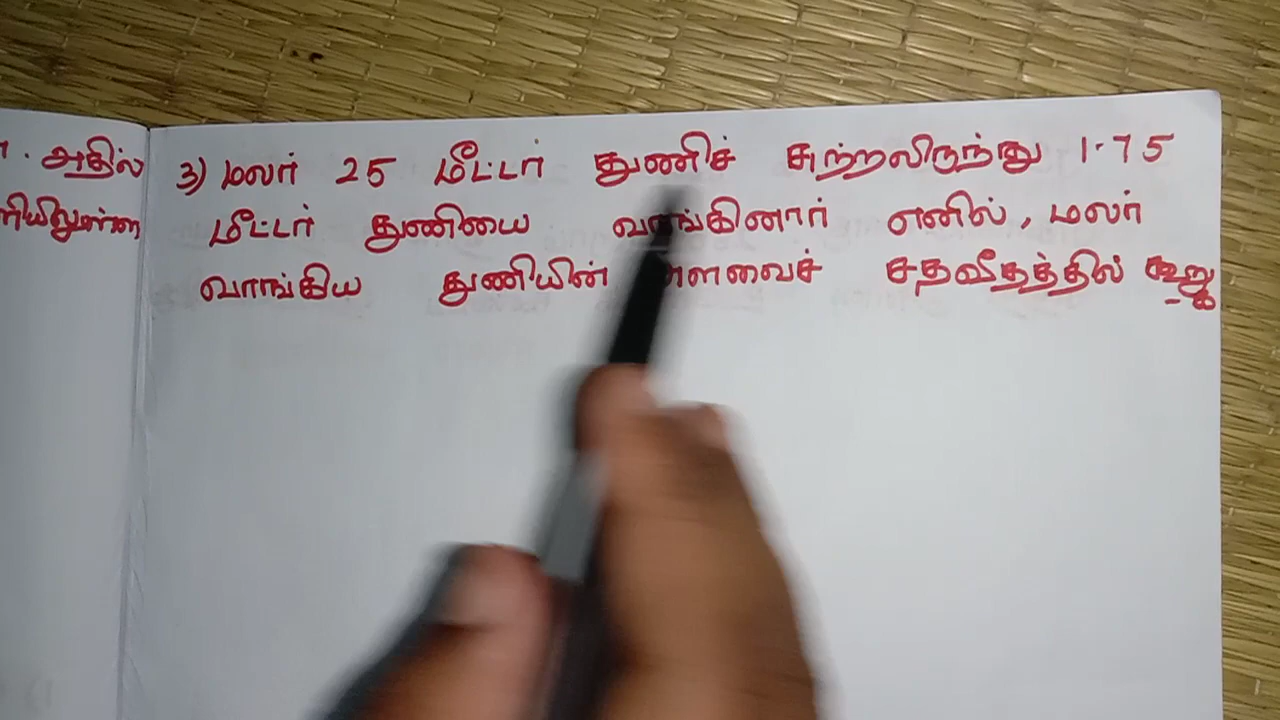 . அதில்
ளியிலுள்ள
3) மலர் 25 மீட்டர் துணிச் சுற்றலிருந்து 1.75
மீட்டர் துணியை வாங்கினார் எனில், மலர்
வாங்கிய துணியின் அளவைச் சதவீதத்தில் கூறுக